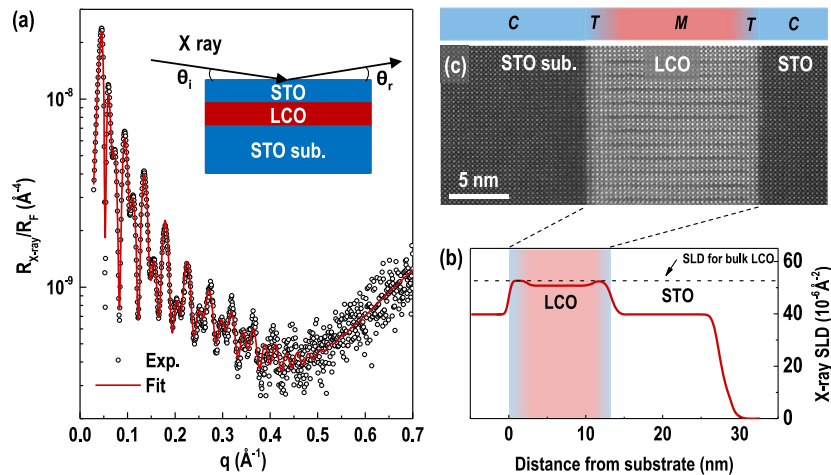 (a)
X ray
θi
θr
STO
LCO
STO sub.
10-8
10-9
RX-ray/RF (Å-4)
Exp.
Fit
0.0 0.1 0.2 0.3 0.4 0.5 0.6 0.7
q (Å-1)
C T M T C
(c)
STO sub.
LCO
STO
5 nm
(b)
SLD for bulk LCO
LCO
STO
60
40
20
0
X-ray SLD (10-6Å-2)
0 10 20 30
Distance from substrate (nm)